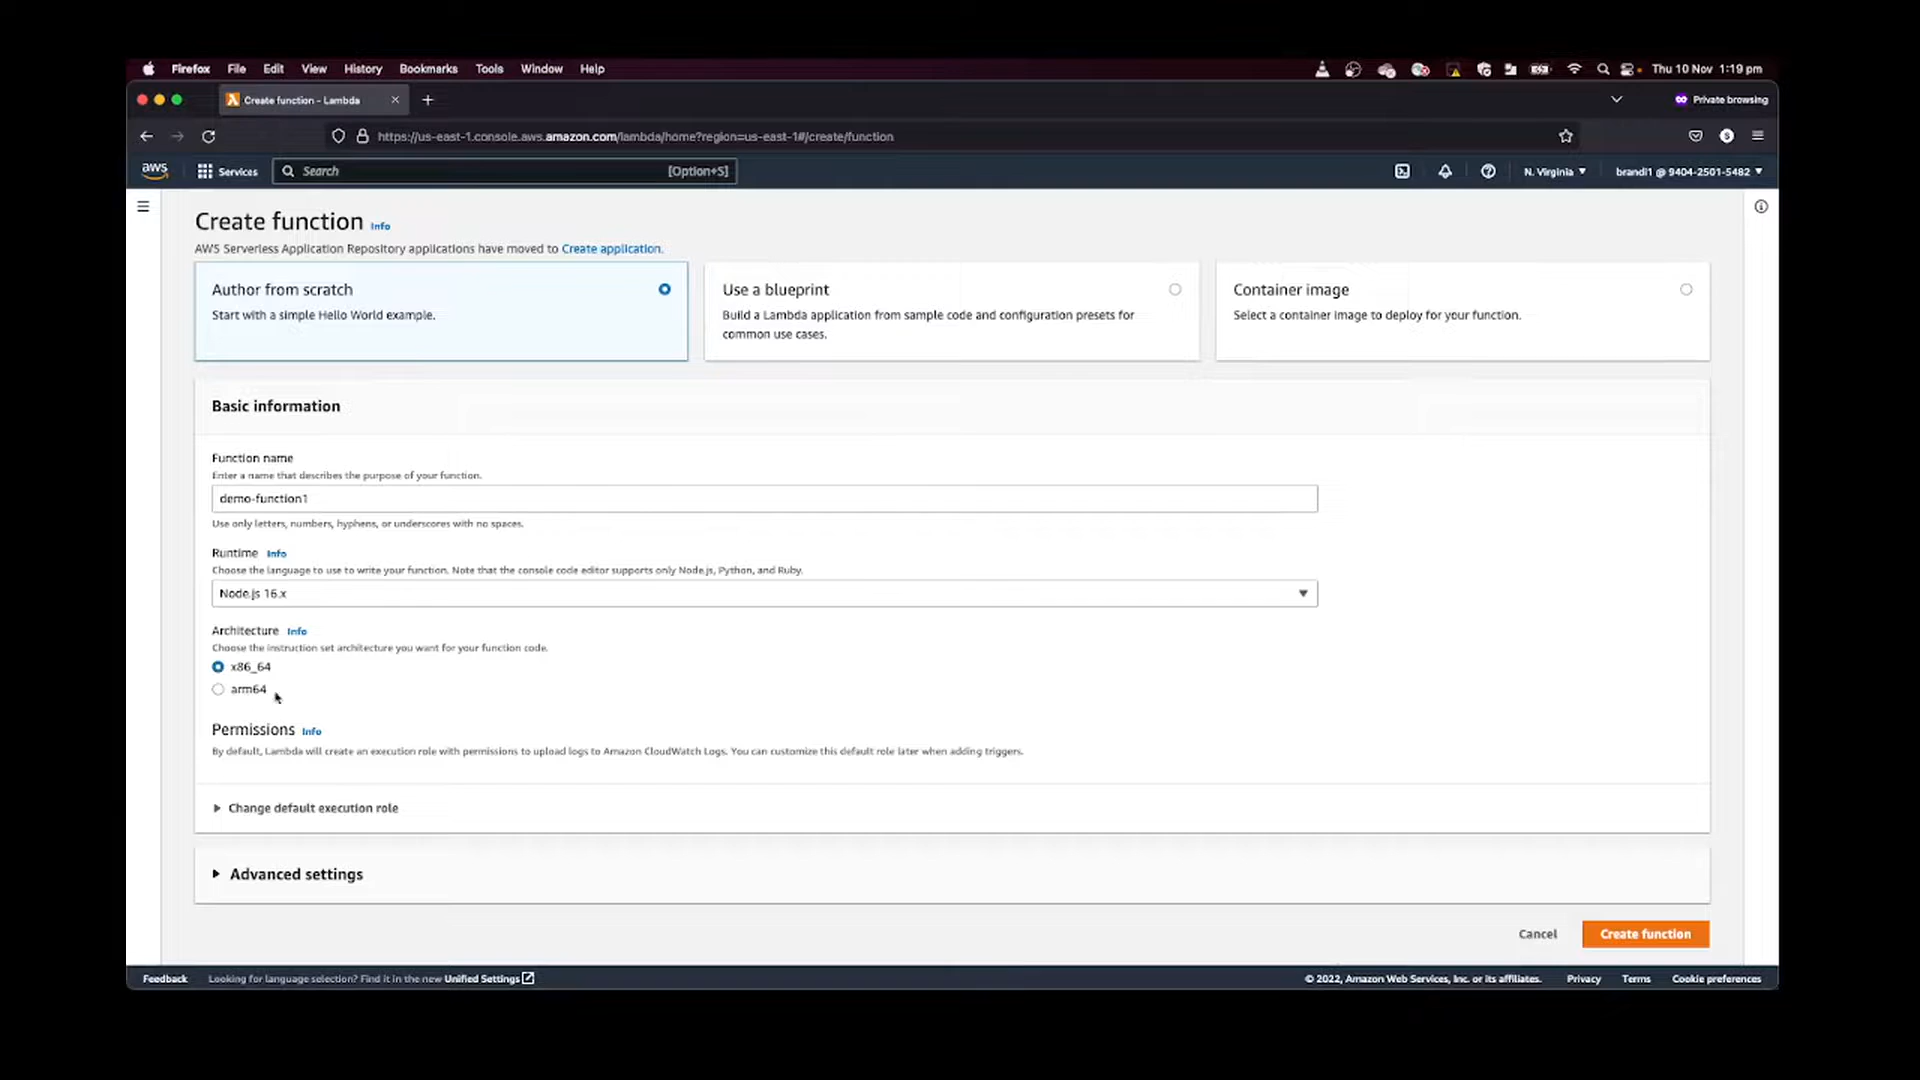 Firefox File Edit View History Bookmarks Tools Window Help Thu 10 Nov 1:19 pm
Create function - Lambda Private browsing
https://us-east-1.console.aws.amazon.com/lambda/home?region=us-east-1#/create/function
aws Services Search [Option+S] N. Virginia brandi1 @ 9404-2501-5482
Create function Info
AWS Serverless Application Repository applications have moved to Create application.
Author from scratch
Start with a simple Hello World example.
Use a blueprint
Build a Lambda application from sample code and configuration presets for
common use cases.
Container image
Select a container image to deploy for your function.
Basic information
Function name
Enter a name that describes the purpose of your function.
demo-function1
Use only letters, numbers, hyphens, or underscores with no spaces.
Runtime Info
Choose the language to use to write your function. Note that the console code editor supports only Node.js, Python, and Ruby.
Node.js 16.x
Architecture Info
Choose the instruction set architecture you want for your function code.
x86_64
arm64
Permissions Info
By default, Lambda will create an execution role with permissions to upload logs to Amazon CloudWatch Logs. You can customize this default role later when adding triggers.
Change default execution role
Advanced settings
Cancel Create function
Feedback Looking for language selection? Find it in the new Unified Settings © 2022, Amazon Web Services, Inc. or its affiliates. Privacy Terms Cookie preferences